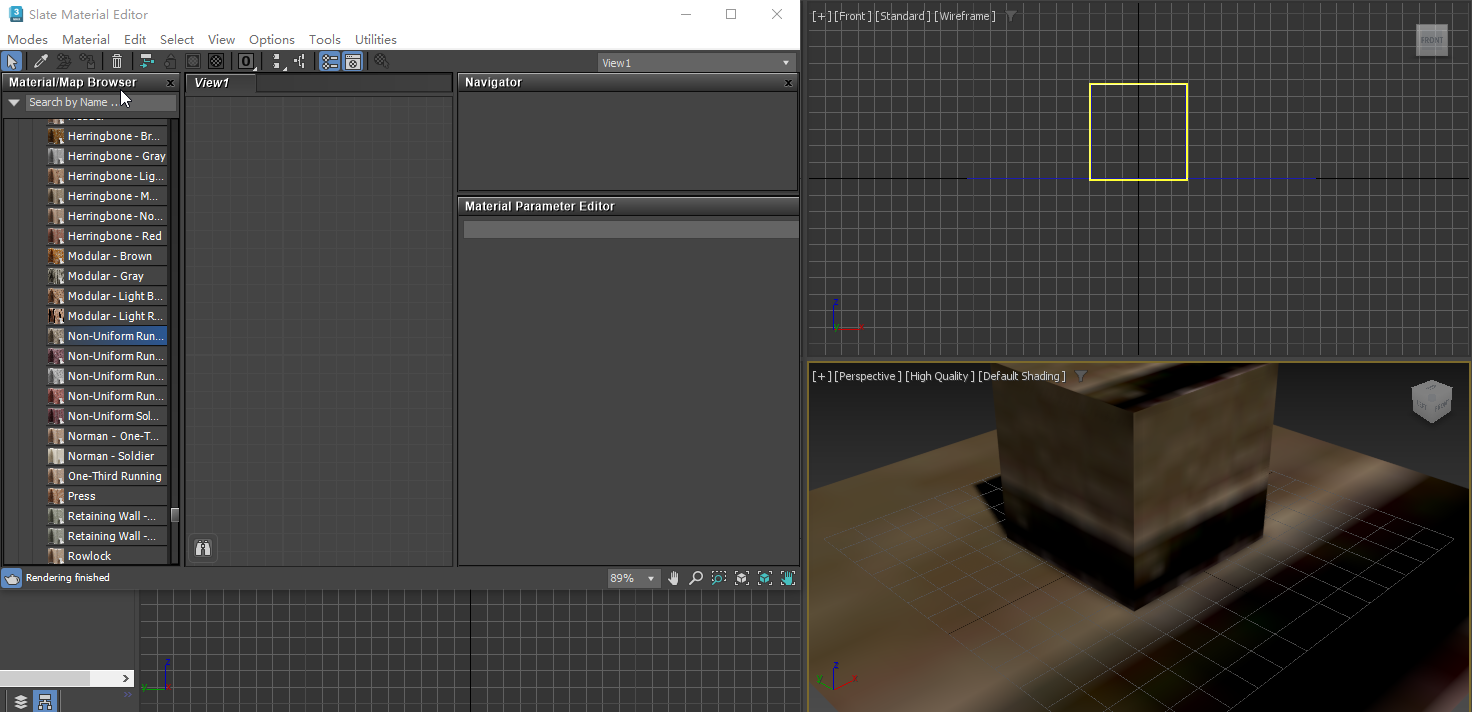 Slate Material Editor
Modes Material Edit Select View Options Tools Utilities
0
View1
Material/Map Browser
x
Search by Name ...
Herringbone - Br...
Herringbone - Gray
Herringbone - Lig...
Herringbone - M...
Herringbone - No...
Herringbone - Red
Modular - Brown
Modular - Gray
Modular - Light B...
Modular - Light R...
Non-Uniform Run...
Non-Uniform Run...
Non-Uniform Run...
Non-Uniform Run...
Non-Uniform Sol...
Norman - One-T...
Norman - Soldier
One-Third Running
Press
Retaining Wall -...
Retaining Wall -...
Rowlock
View1
Navigator
x
Material Parameter Editor
Rendering finished
89%
z
y
x
[+] [Front ] [Standard ] [Wireframe ]
FRONT
z
y
x
[+] [Perspective ] [High Quality ] [Default Shading ]
LEFT
FRONT
z
y
x